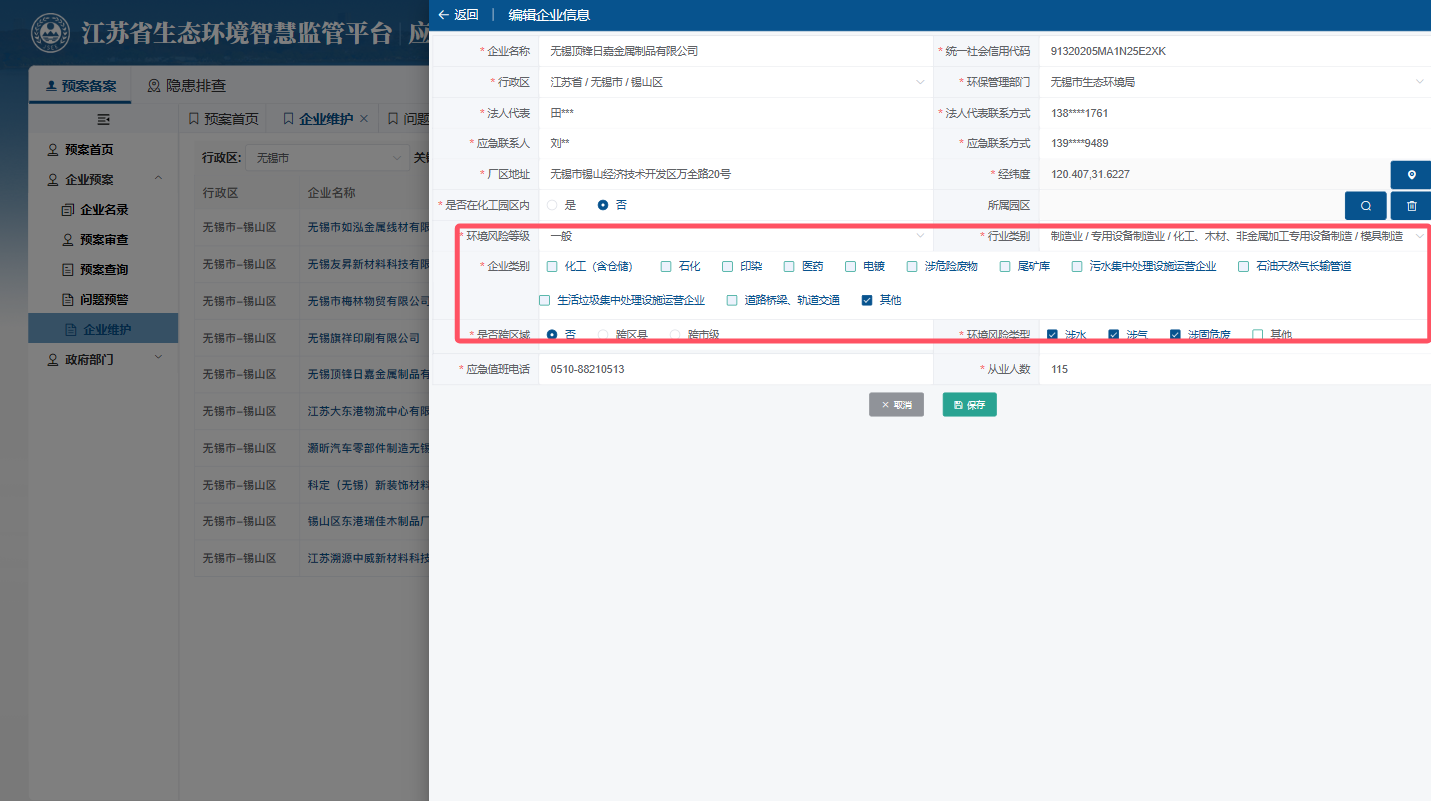 江苏省生态环境智慧监管平台 | 应
← 返回 | 编辑企业信息
预案备案 隐患排查
预案首页 企业维护 × 问题
行政区: 无锡市 关
行政区 企业名称
预案首页
企业预案
企业名录
预案审查
预案查询
问题预警
企业维护
政府部门
无锡市-锡山区 无锡市如泓金属线材有限
无锡市-锡山区 无锡友昇新材料科技有限
无锡市-锡山区 无锡市梅林物贸有限公司
无锡市-锡山区 无锡旗祥印刷有限公司
无锡市-锡山区 无锡顶锋日嘉金属制品有
无锡市-锡山区 江苏大东港物流中心有限
无锡市-锡山区 灏昕汽车零部件制造无锡
无锡市-锡山区 科定（无锡）新装饰材料
无锡市-锡山区 锡山区东港瑞佳木制品厂
无锡市-锡山区 江苏溯源中威新材料科技
* 企业名称 无锡顶锋日嘉金属制品有限公司 * 统一社会信用代码 91320205MA1N25E2XK
* 行政区 江苏省 / 无锡市 / 锡山区 * 环保管理部门 无锡市生态环境局
* 法人代表 田*** * 法人代表联系方式 138****1761
* 应急联系人 刘** * 应急联系方式 139****9489
* 厂区地址 无锡市锡山经济技术开发区万全路20号 * 经纬度 120.407,31.6227
* 是否在化工园区内 是 否 所属园区
* 环境风险等级 一般 * 行业类别 制造业 / 专用设备制造业 / 化工、木材、非金属加工专用设备制造 / 模具制造
* 企业类别 化工（含仓储） 石化 印染 医药 电镀 涉危险废物 尾矿库 污水集中处理设施运营企业 石油天然气长输管道
生活垃圾集中处理设施运营企业 道路桥梁、轨道交通 其他
* 是否跨区域 否 跨区县 跨市级 * 环境风险类型 涉水 涉气 涉固危废 其他
* 应急值班电话 0510-88210513 * 从业人数 115
× 取消 保存